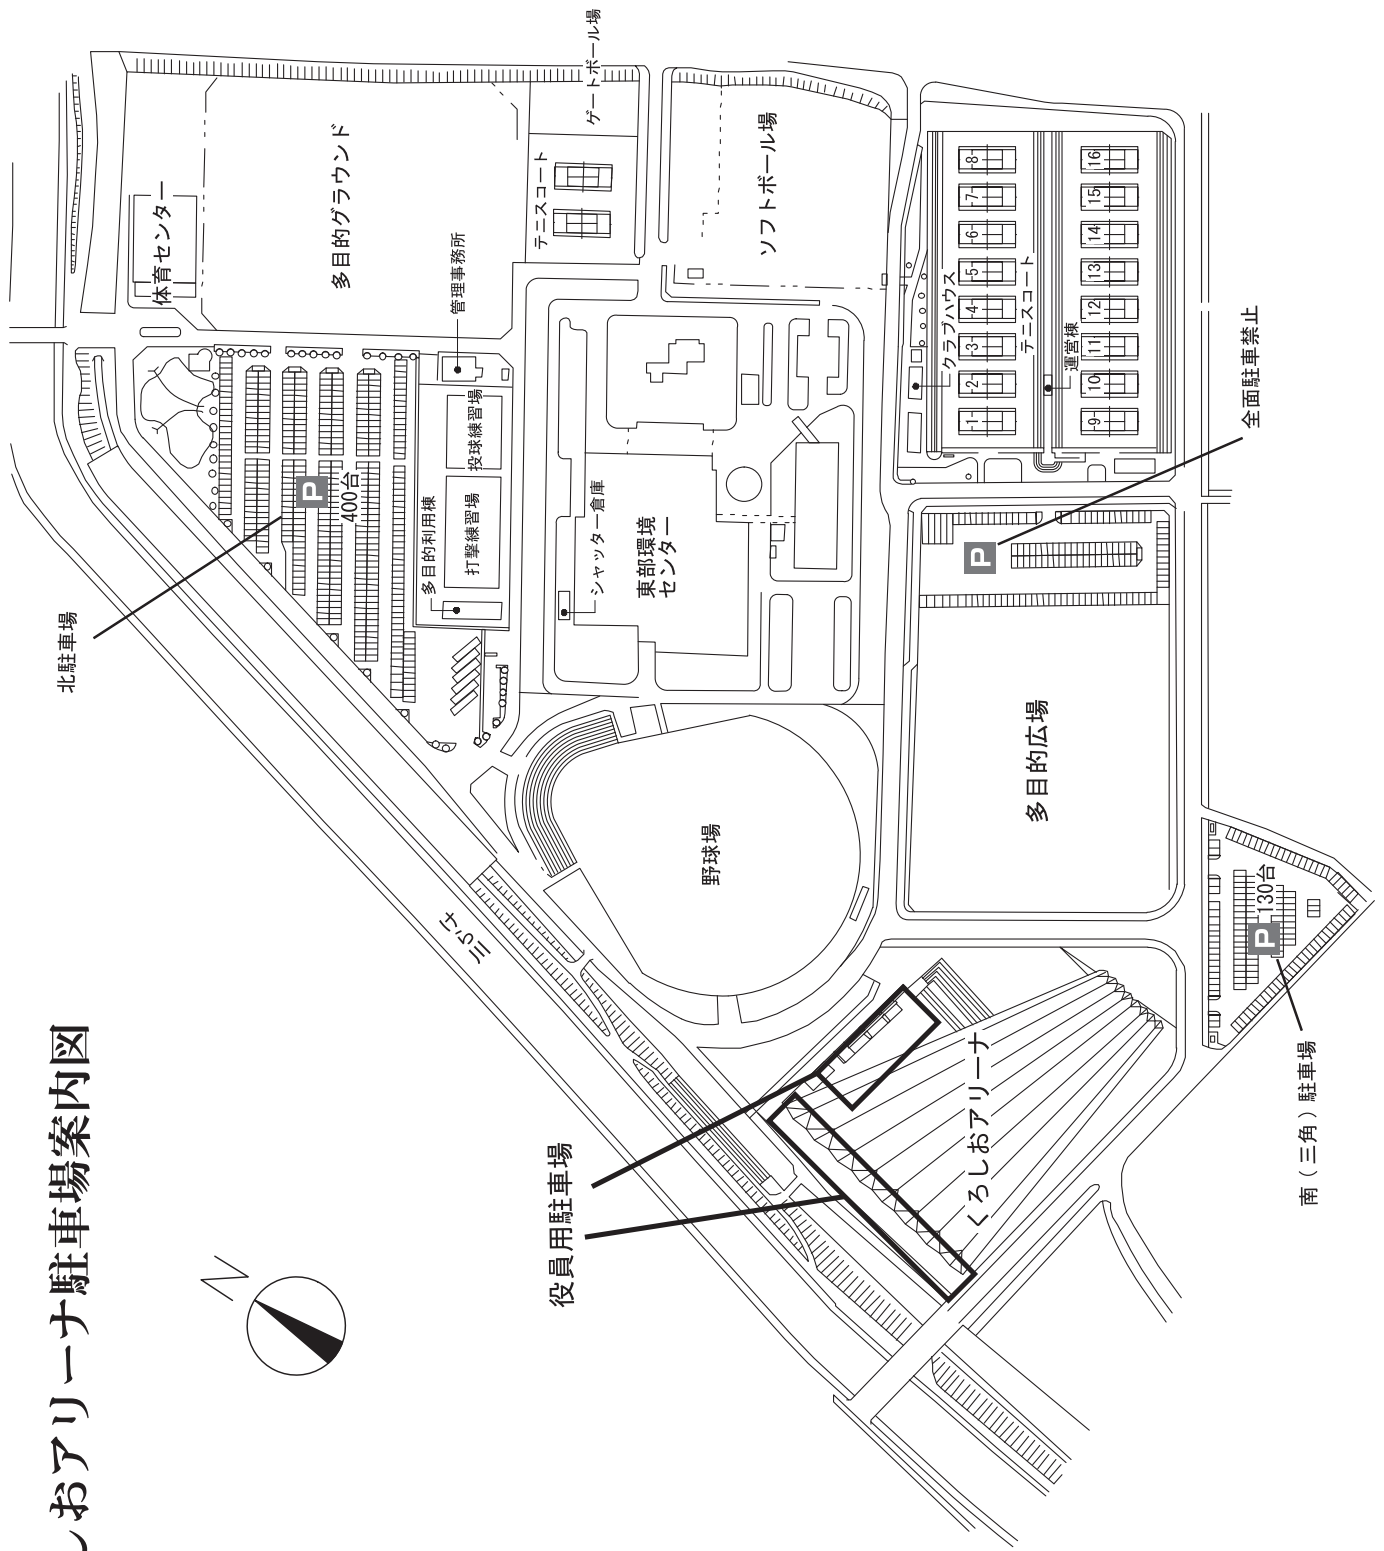 しおアリーナ駐車場案内図
N
北駐車場
P
400台
体育センター
多目的グラウンド
管理事務所
投球練習場
打撃練習場
多目的利用棟
テニスコート
ゲートボール場
シャッター倉庫
東部環境
センター
ソフトボール場
クラブハウス
テニスコート
運営棟
1
2
3
4
5
6
7
8
9
10
11
12
13
14
15
16
P
全面駐車禁止
多目的広場
野球場
役員用駐車場
くろしおアリーナ
P
130台
南（三角）駐車場